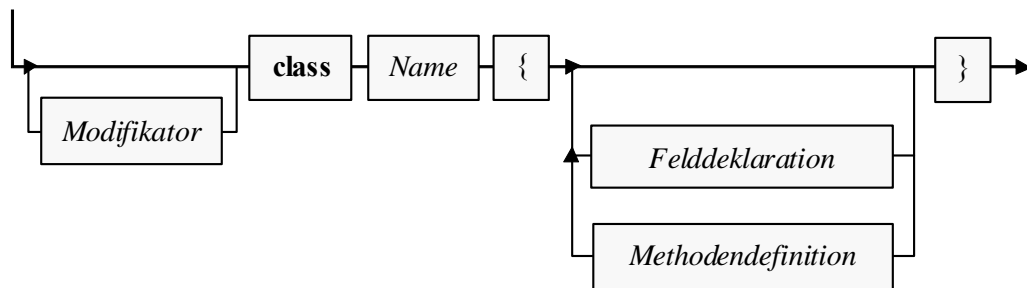 class Name { }
Modifikator
Felddeklaration
Methodendefinition